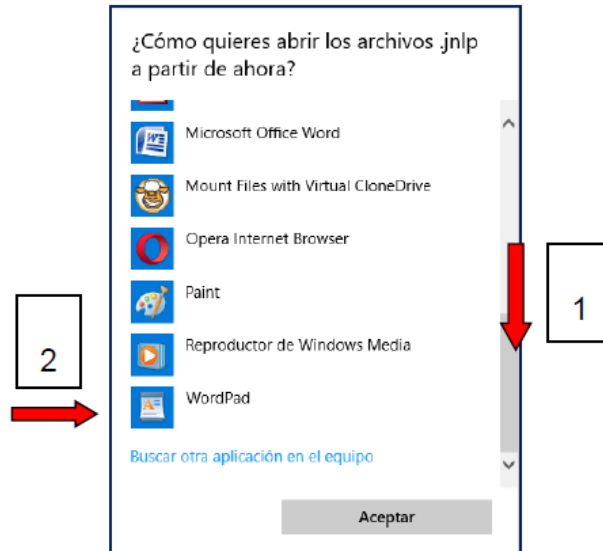 ¿Cómo quieres abrir los archivos .jnlp
a partir de ahora?
Microsoft Office Word
Mount Files with Virtual CloneDrive
Opera Internet Browser
Paint
1
Reproductor de Windows Media
2
WordPad
Buscar otra aplicación en el equipo
Aceptar